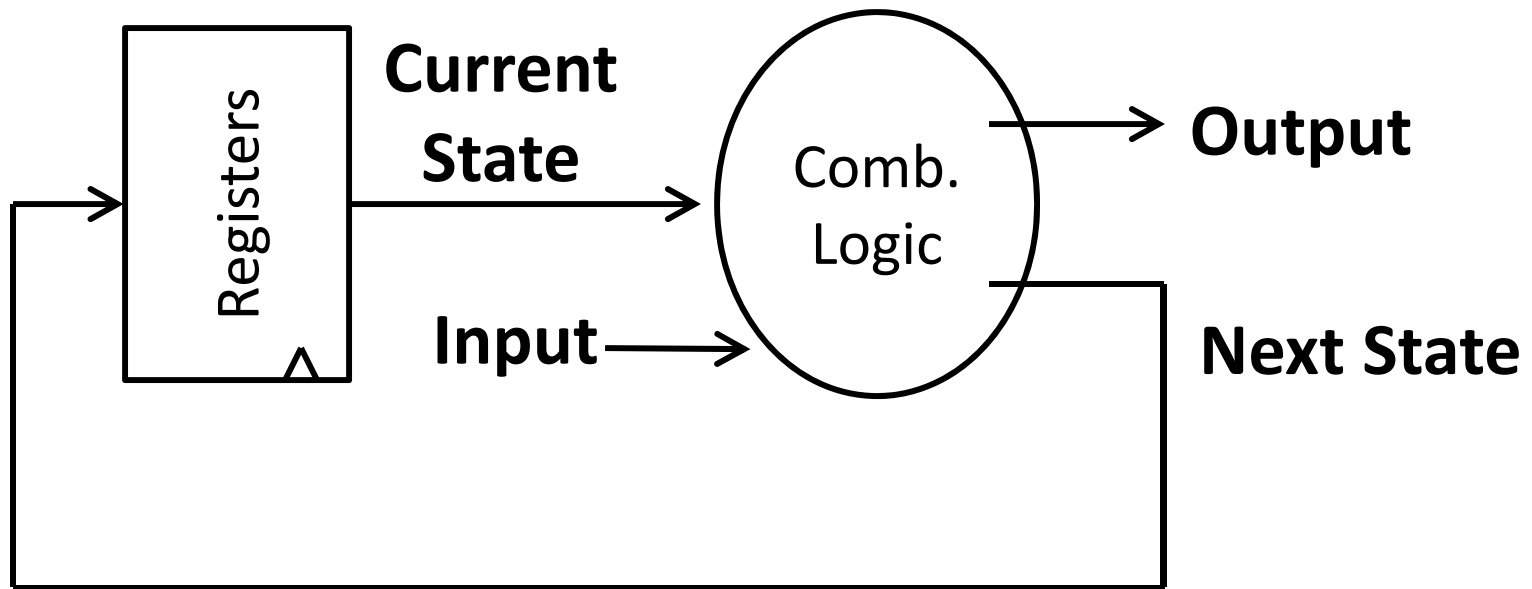 Registers
Current
State
Input
Comb.
Logic
Output
Next State